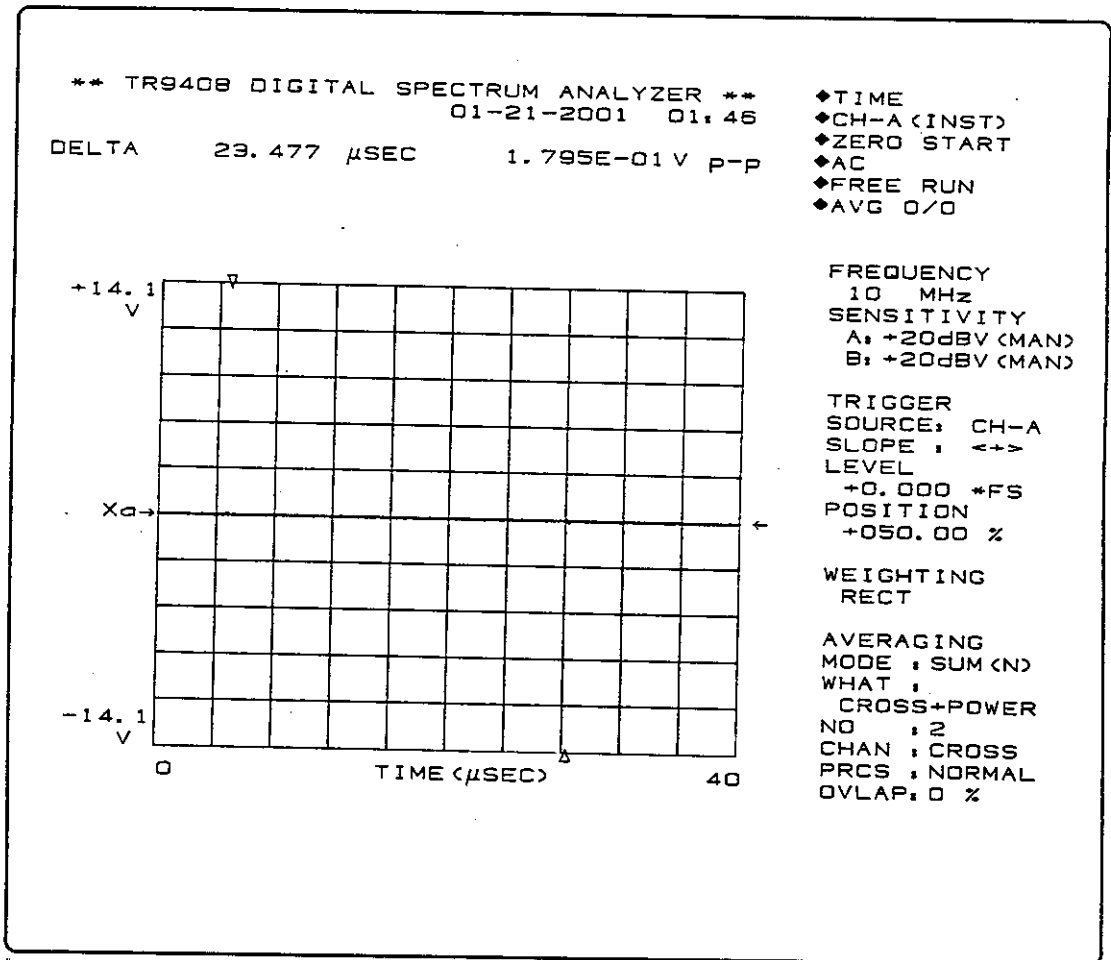 ** TR9408 DIGITAL SPECTRUM ANALYZER **
01-21-2001 01:46
DELTA 23.477 μSEC 1.795E-01V p-p
◆TIME
◆CH-A(INST)
◆ZERO START
◆AC
◆FREE RUN
◆AVG 0/0
+14.1
V
Xa→
←
-14.1
V
0 TIME(μSEC) 40
FREQUENCY
10 MHz
SENSITIVITY
A: +20dBV(MAN)
B: +20dBV(MAN)
TRIGGER
SOURCE: CH-A
SLOPE : <+>
LEVEL
+0.000 *FS
POSITION
+050.00 %
WEIGHTING
RECT
AVERAGING
MODE : SUM(N)
WHAT :
CROSS+POWER
NO : 2
CHAN : CROSS
PRCS : NORMAL
OVLAP: 0 %